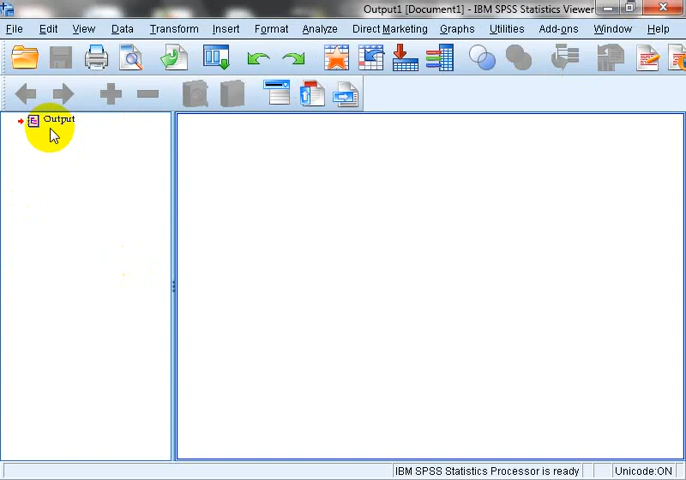 Output1 [Document1] - IBM SPSS Statistics Viewer
File Edit View Data Transform Insert Format Analyze Direct Marketing Graphs Utilities Add-ons Window Help
Output
IBM SPSS Statistics Processor is ready Unicode:ON